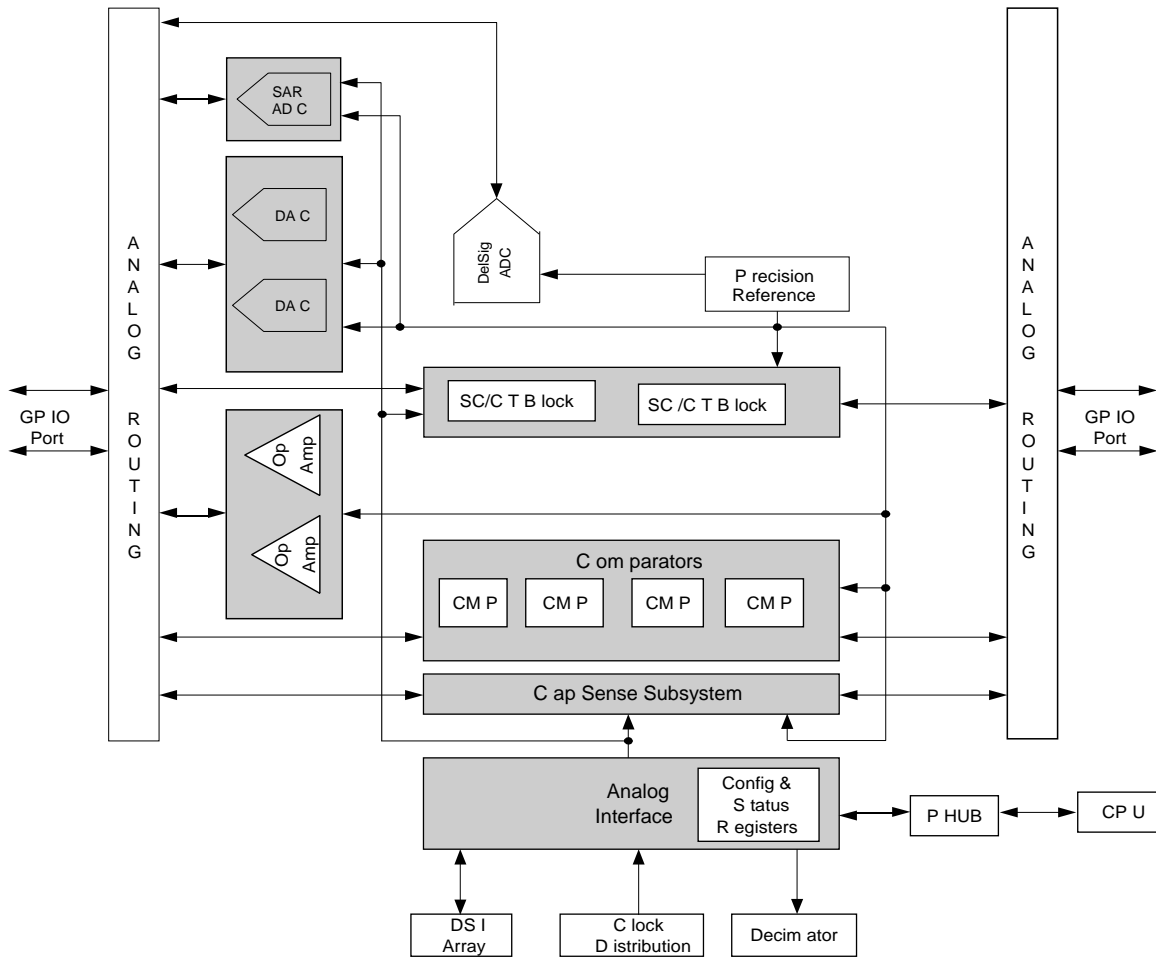 A
N
A
L
O
G
R
O
U
T
I
N
G
SAR
AD C
DA C
DA C
DelSig
ADC
P recision
Reference
A
N
A
L
O
G
R
O
U
T
I
N
G
GP IO
Port
SC/C T B lock
SC /C T B lock
GP IO
Port
Op
Amp
Op
Amp
C om parators
CM P
CM P
CM P
CM P
C ap Sense Subsystem
Analog
Interface
Config &
S tatus
R egisters
P HUB
CP U
DS I
Array
C lock
D istribution
Decim ator